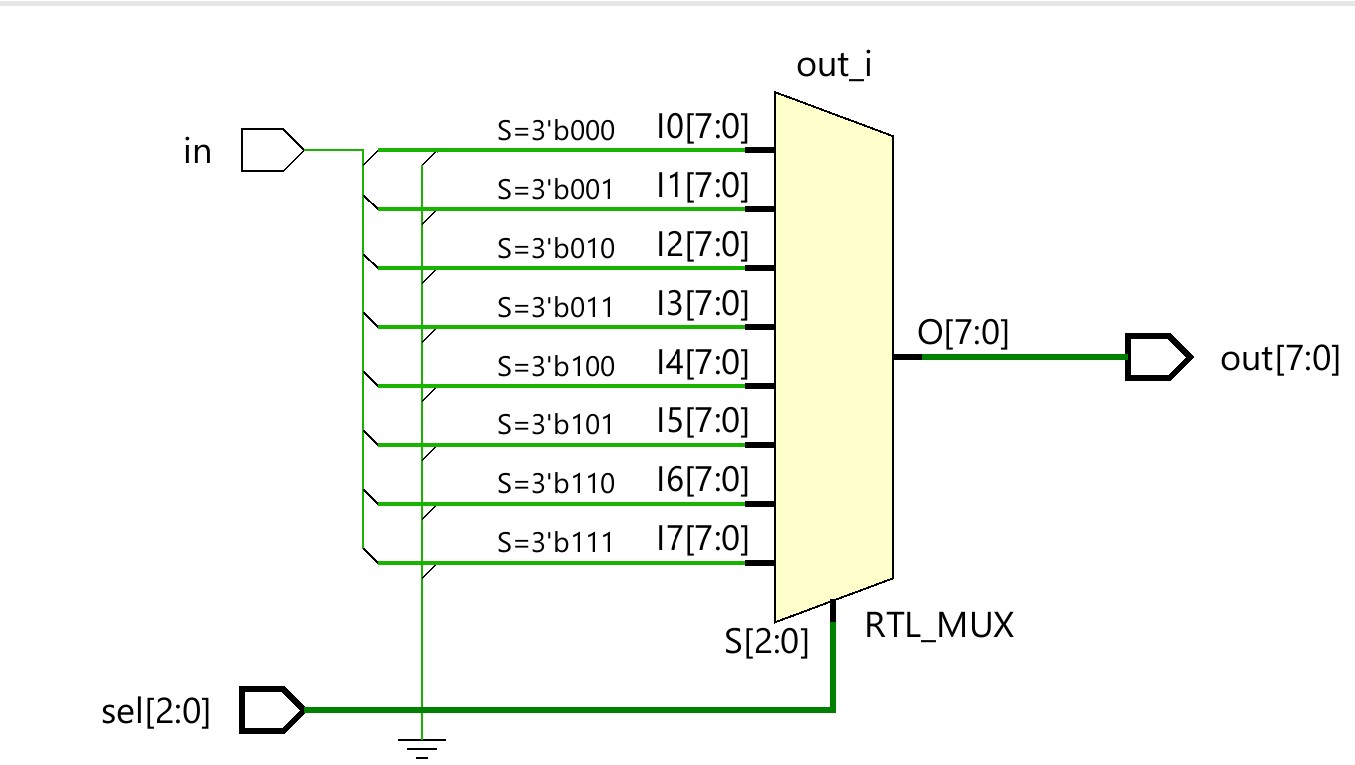 out_i
in
S=3'b000 I0[7:0]
S=3'b001 I1[7:0]
S=3'b010 I2[7:0]
S=3'b011 I3[7:0]
O[7:0]
out[7:0]
S=3'b100 I4[7:0]
S=3'b101 I5[7:0]
S=3'b110 I6[7:0]
S=3'b111 I7[7:0]
S[2:0]
RTL_MUX
sel[2:0]